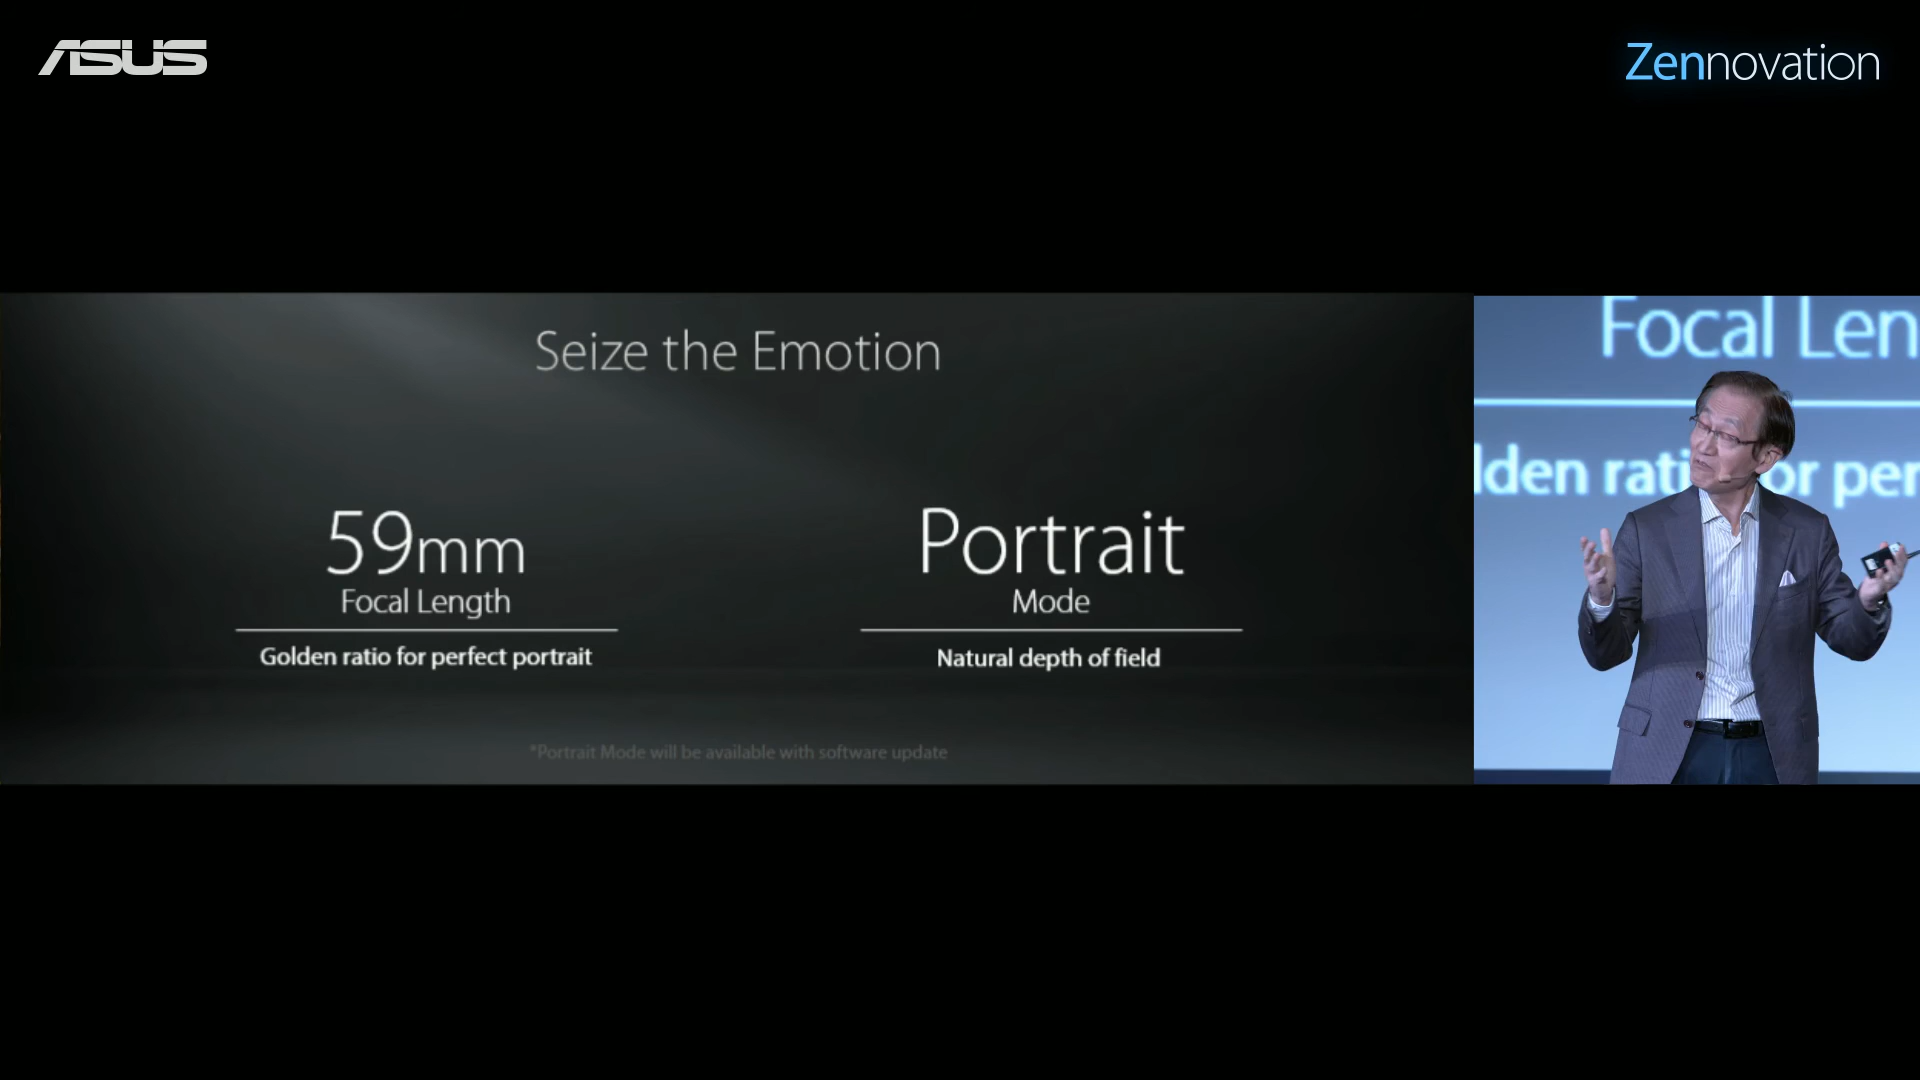 ASUS
Zennovation
Seize the Emotion
59mm
Focal Length
Golden ratio for perfect portrait
Portrait
Mode
Natural depth of field
*Portrait Mode will be available with software update
Focal Len
lden rati or per